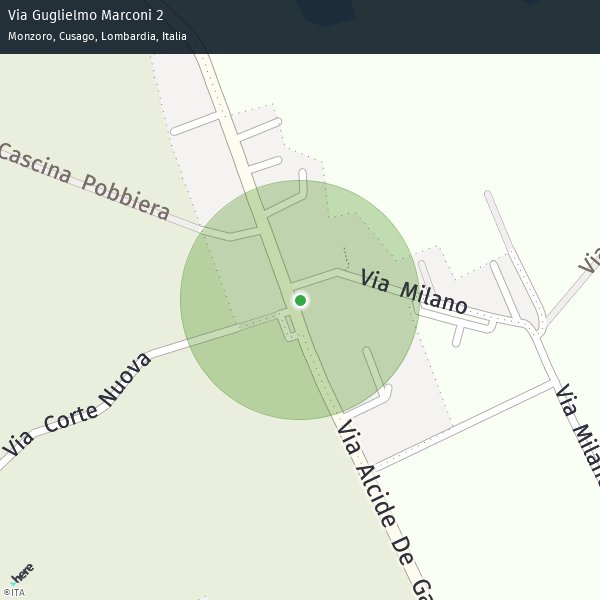 Via Guglielmo Marconi 2
Monzoro, Cusago, Lombardia, Italia
Cascina Pobbiera
Via
Via Milano
Via Corte Nuova
Via Milano
Via Alcide De Ga
here
©ITA